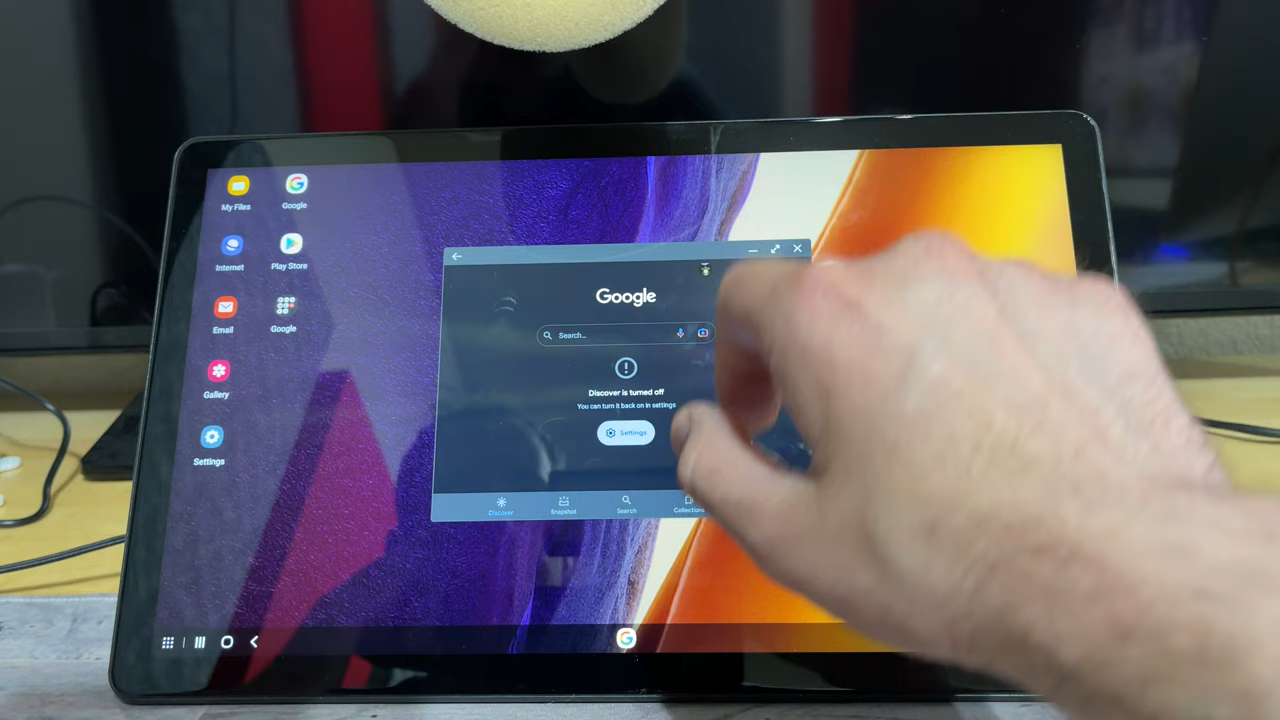 My Files
Google
Internet
Play Store
Email
Google
Gallery
Settings
Google
Search...
Discover is turned off
You can turn it back on in settings
Settings
Discover
Snapshot
Search